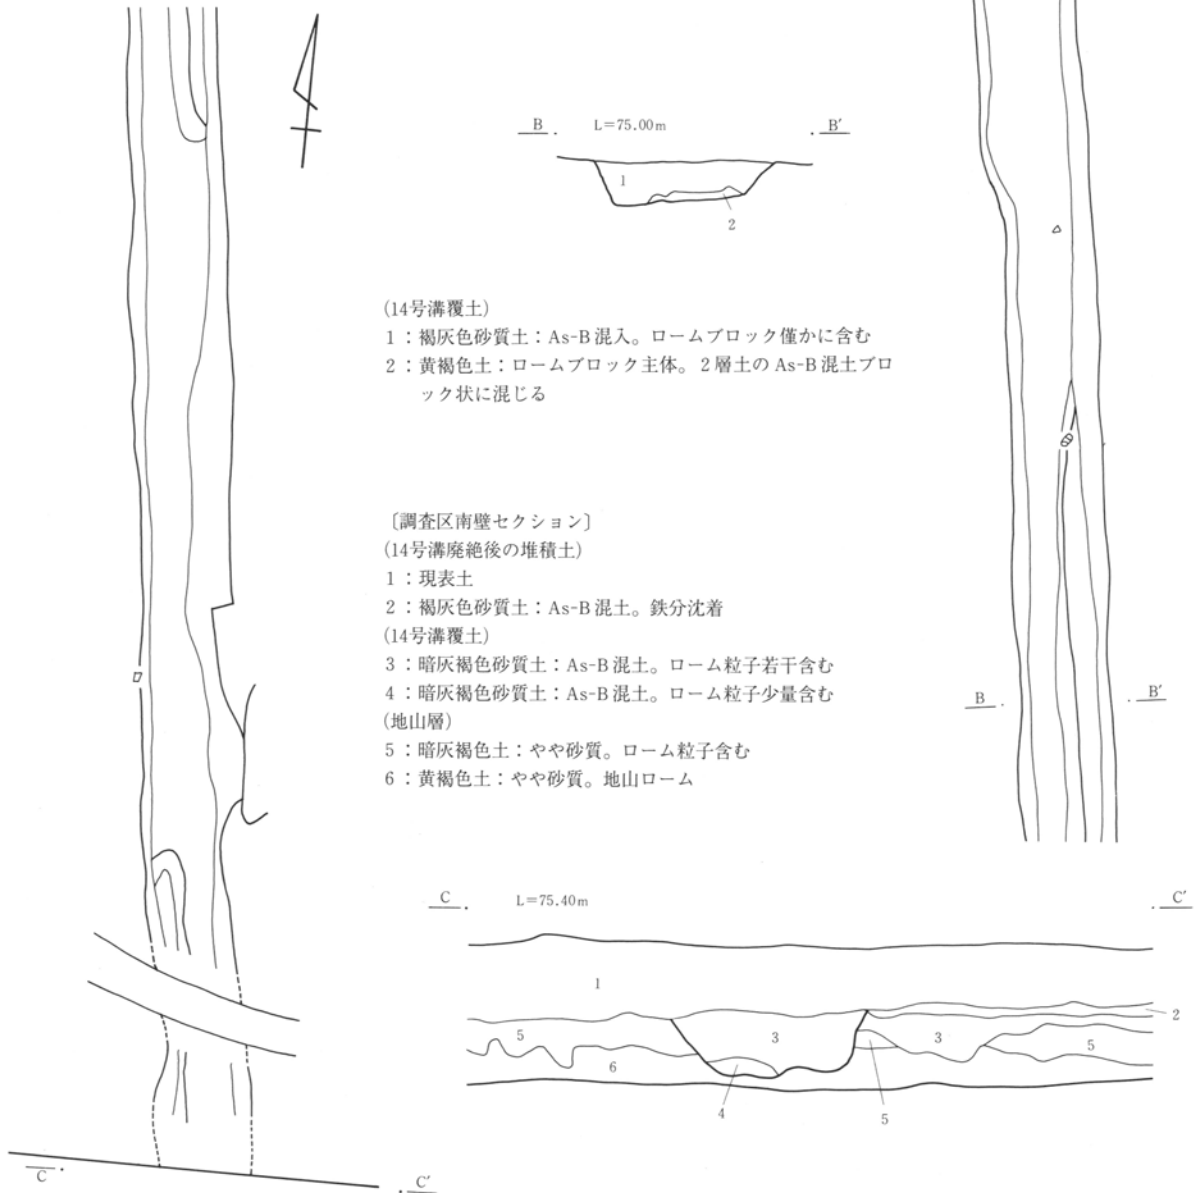 B L=75.00m B′
1
2
(14号溝覆土)
1：褐灰色砂質土：As-B混入。ロームブロック僅かに含む
2：黄褐色土：ロームブロック主体。2層土のAs-B混土ブロ
ック状に混じる
〔調査区南壁セクション〕
(14号溝廃絶後の堆積土)
1：現表土
2：褐灰色砂質土：As-B混土。鉄分沈着
(14号溝覆土)
3：暗灰褐色砂質土：As-B混土。ローム粒子若干含む
4：暗灰褐色砂質土：As-B混土。ローム粒子少量含む
(地山層)
5：暗灰褐色土：やや砂質。ローム粒子含む
6：黄褐色土：やや砂質。地山ローム
B B′
C L=75.40m C′
1
2
5 3 3 5
6
4 5
C C′